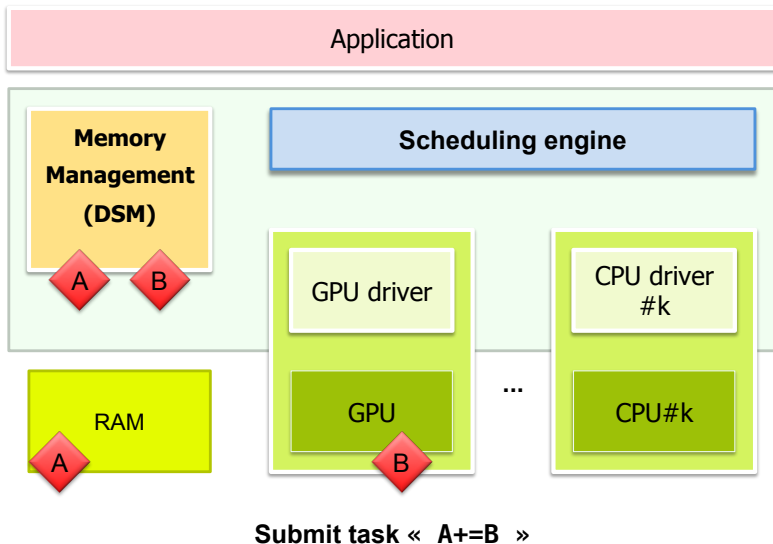 Application
Memory
Management
(DSM)
Scheduling engine
A
B
GPU driver
CPU driver
#k
RAM
A
GPU
B
...
CPU#k
Submit task « A+=B »